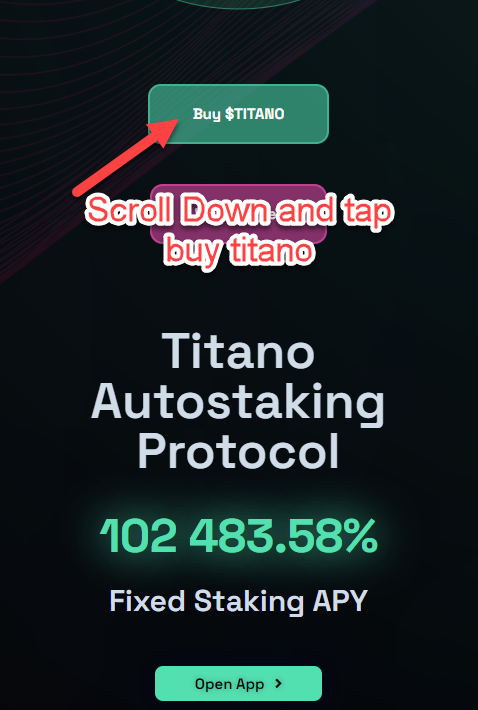 Buy $TITANO
Scroll Down and tap
buy titano
Titano
Autostaking
Protocol
102 483.58%
Fixed Staking APY
Open App >